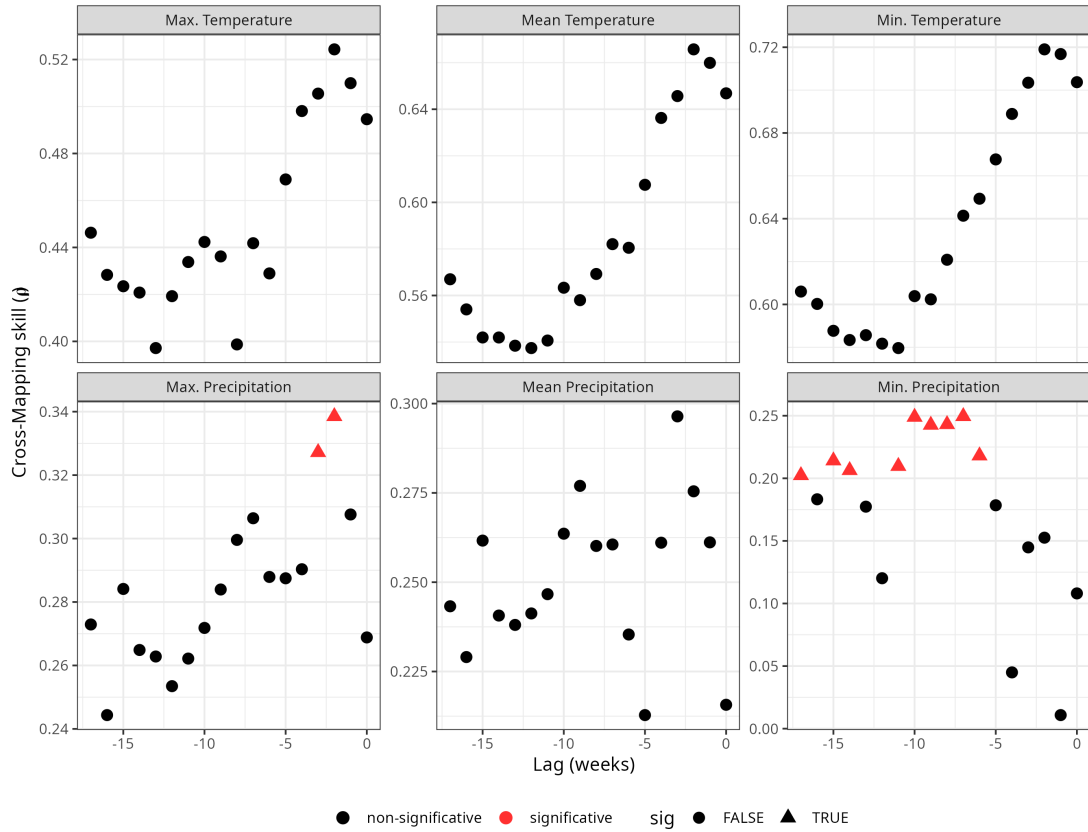 Max. Temperature
Mean Temperature
Min. Temperature
0.52
0.48
0.44
0.40
0.64
0.60
0.56
0.72
0.68
0.64
0.60
Cross-Mapping skill (ρ)
Max. Precipitation
Mean Precipitation
Min. Precipitation
0.34
0.32
0.30
0.28
0.26
0.24
0.300
0.275
0.250
0.225
0.25
0.20
0.15
0.10
0.05
0.00
-15 -10 -5 0
-15 -10 -5 0
-15 -10 -5 0
Lag (weeks)
non-significative significative sig FALSE TRUE